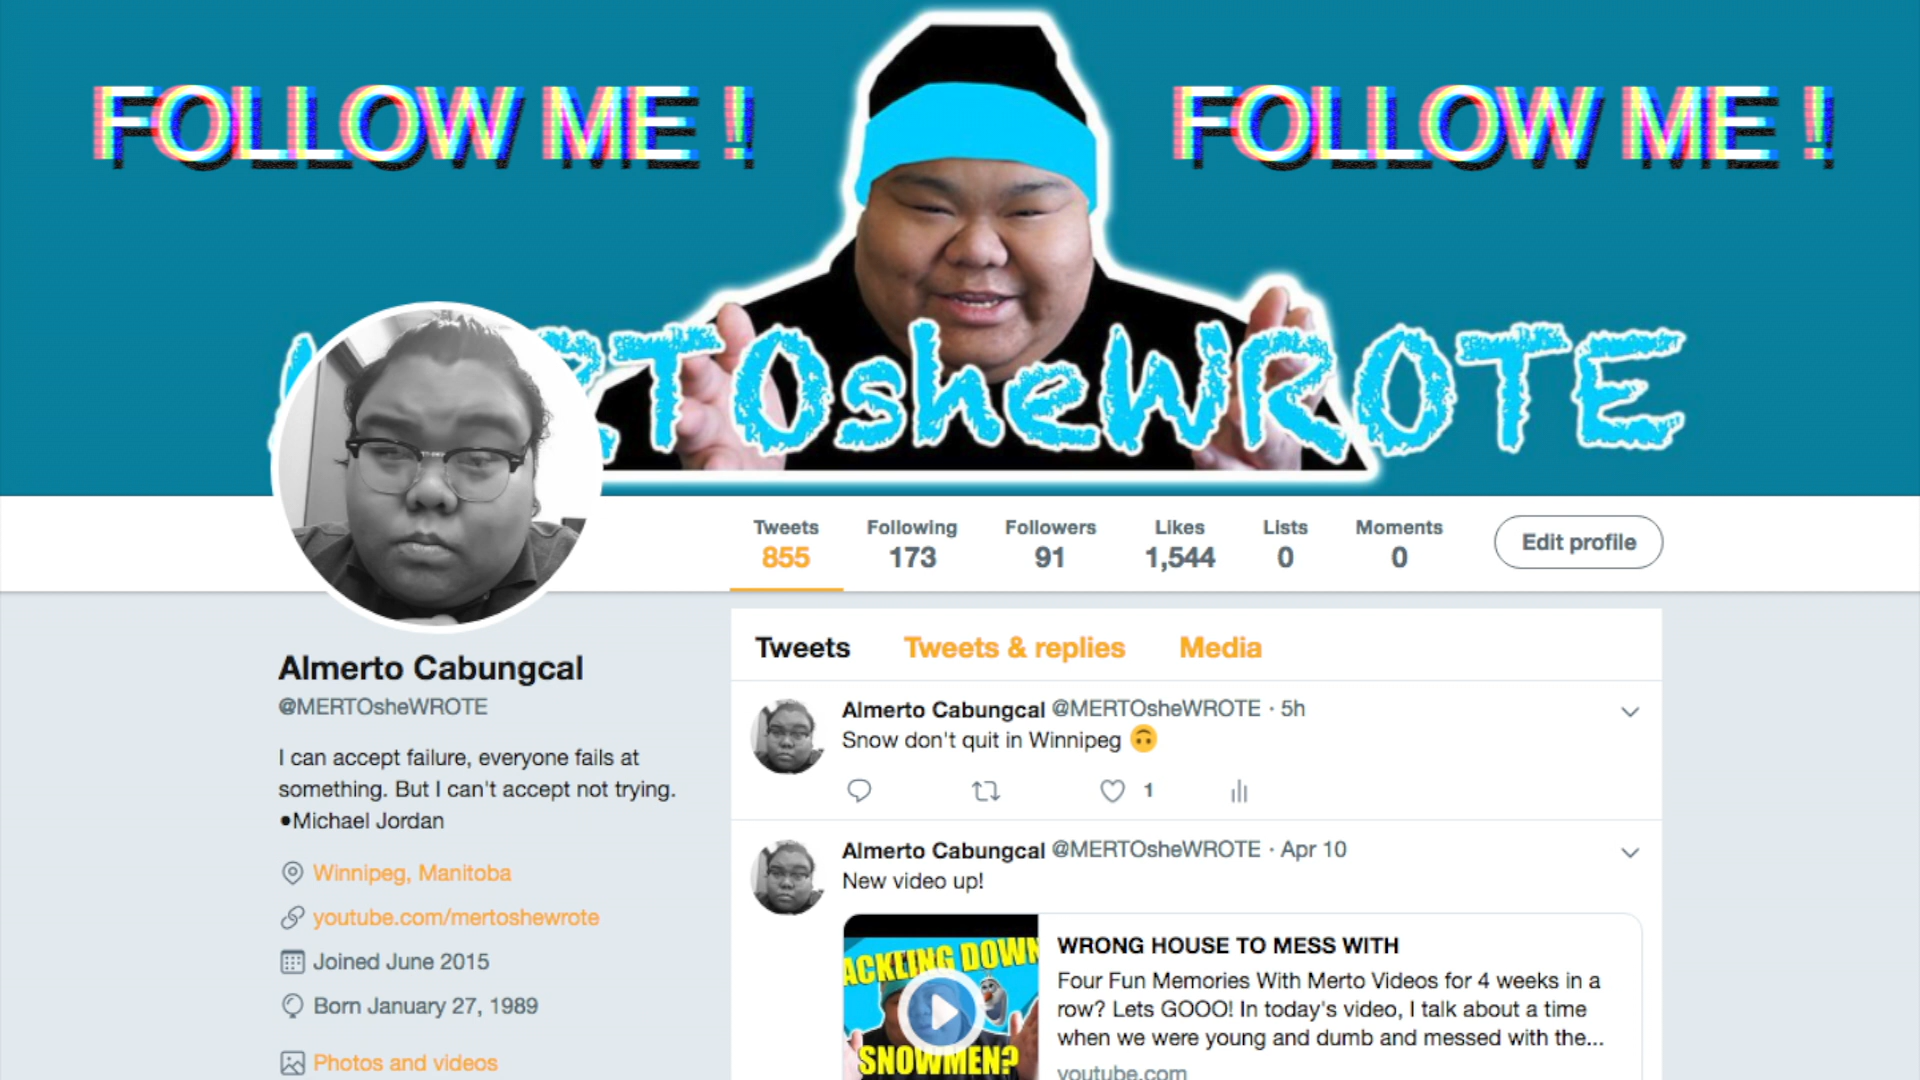 FOLLOW ME !
FOLLOW ME !
RTOsheWROTE
Tweets
855
Following
173
Followers
91
Likes
1,544
Lists
0
Moments
0
Edit profile
Almerto Cabungcal
@MERTOsheWROTE
I can accept failure, everyone fails at
something. But I can't accept not trying.
•Michael Jordan
Winnipeg, Manitoba
youtube.com/mertoshewrote
Joined June 2015
Born January 27, 1989
Photos and videos
Tweets Tweets & replies Media
Almerto Cabungcal @MERTOsheWROTE · 5h
Snow don't quit in Winnipeg 🙃
1
Almerto Cabungcal @MERTOsheWROTE · Apr 10
New video up!
ACKLING DOWN
SNOWMEN?
WRONG HOUSE TO MESS WITH
Four Fun Memories With Merto Videos for 4 weeks in a
row? Lets GOOO! In today's video, I talk about a time
when we were young and dumb and messed with the...
youtube.com